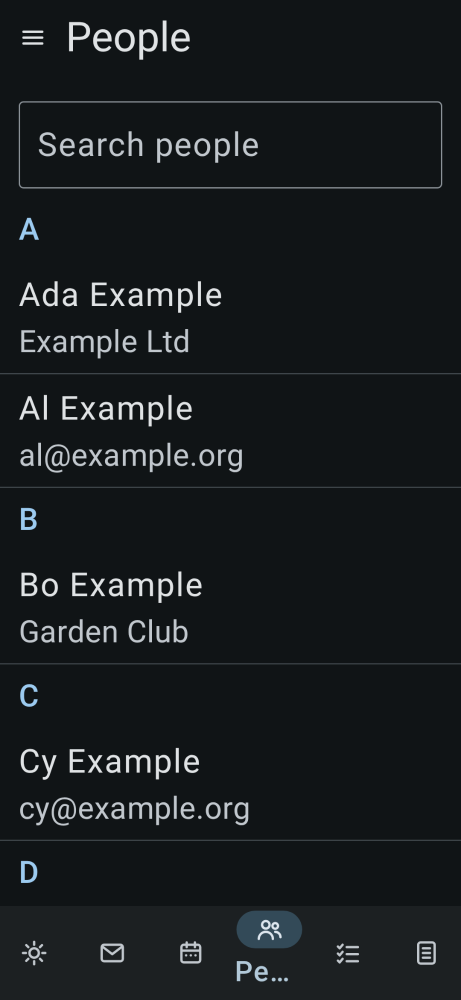 People
Search people
A
Ada Example
Example Ltd
Al Example
al@example.org
B
Bo Example
Garden Club
C
Cy Example
cy@example.org
D
Pe…